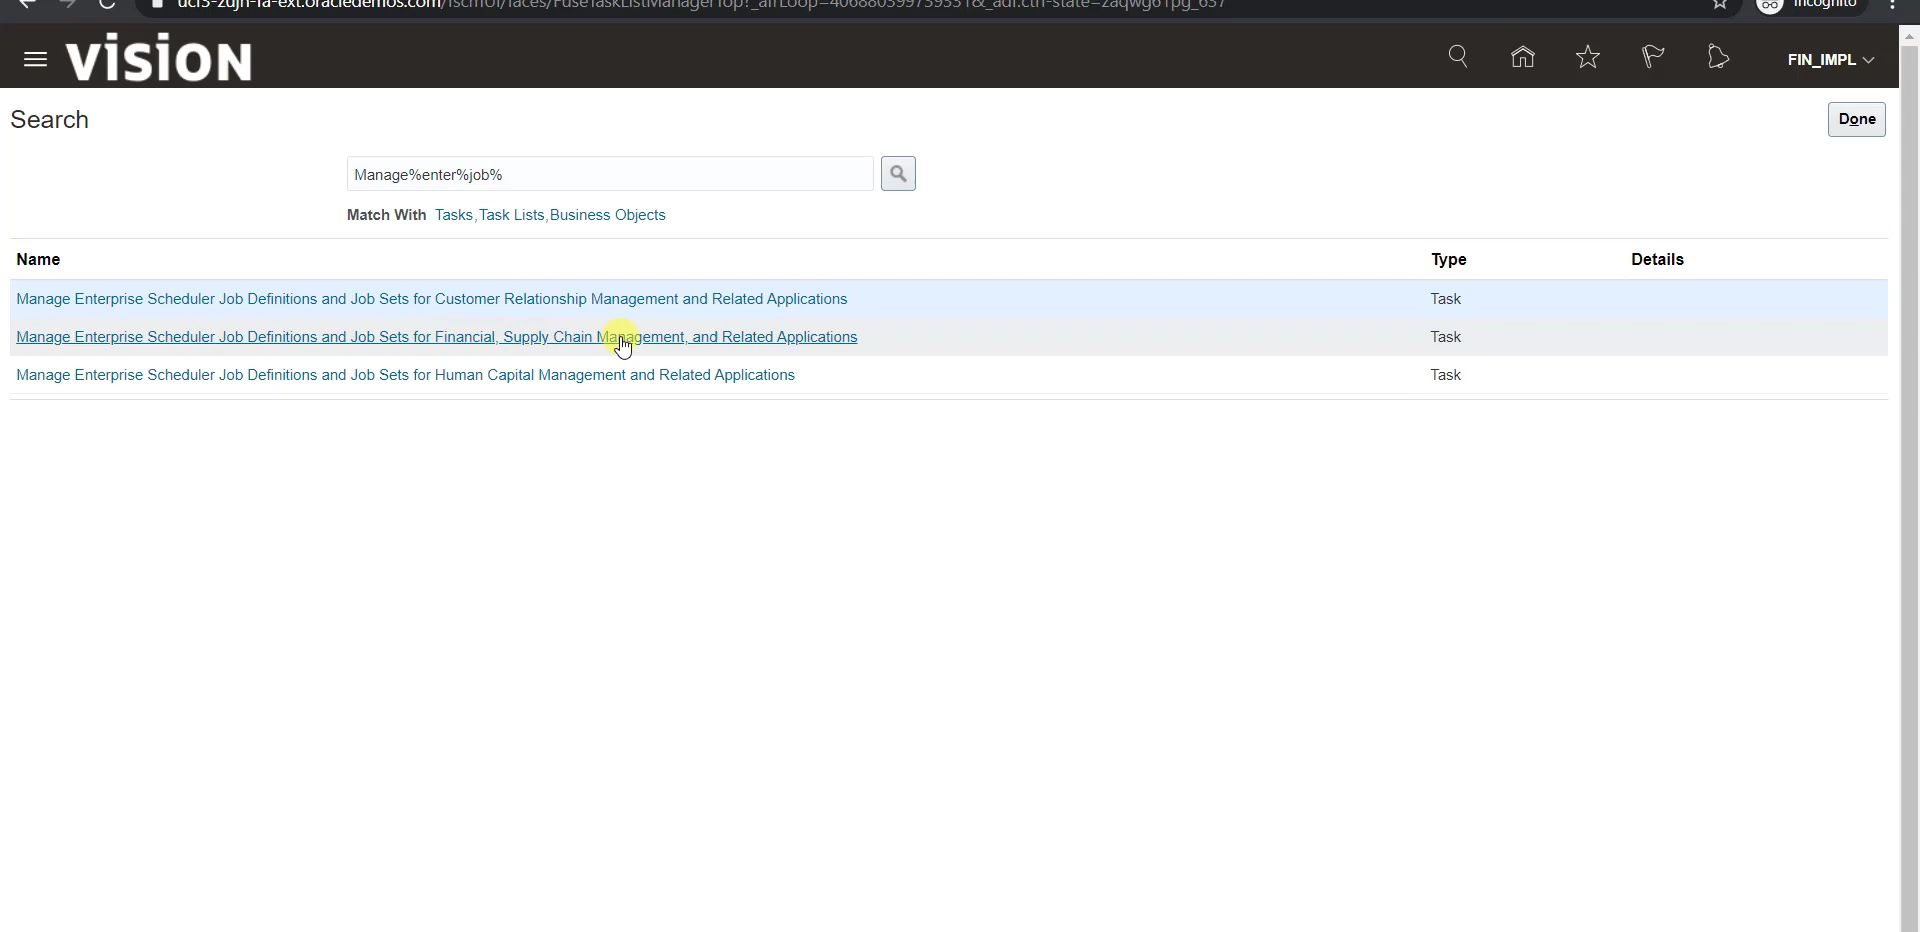 vision
FIN_IMPL
Search
Done
Manage%enter%job%
Match With Tasks, Task Lists, Business Objects
Name Type Details
Manage Enterprise Scheduler Job Definitions and Job Sets for Customer Relationship Management and Related Applications Task
Manage Enterprise Scheduler Job Definitions and Job Sets for Financial, Supply Chain Management, and Related Applications Task
Manage Enterprise Scheduler Job Definitions and Job Sets for Human Capital Management and Related Applications Task